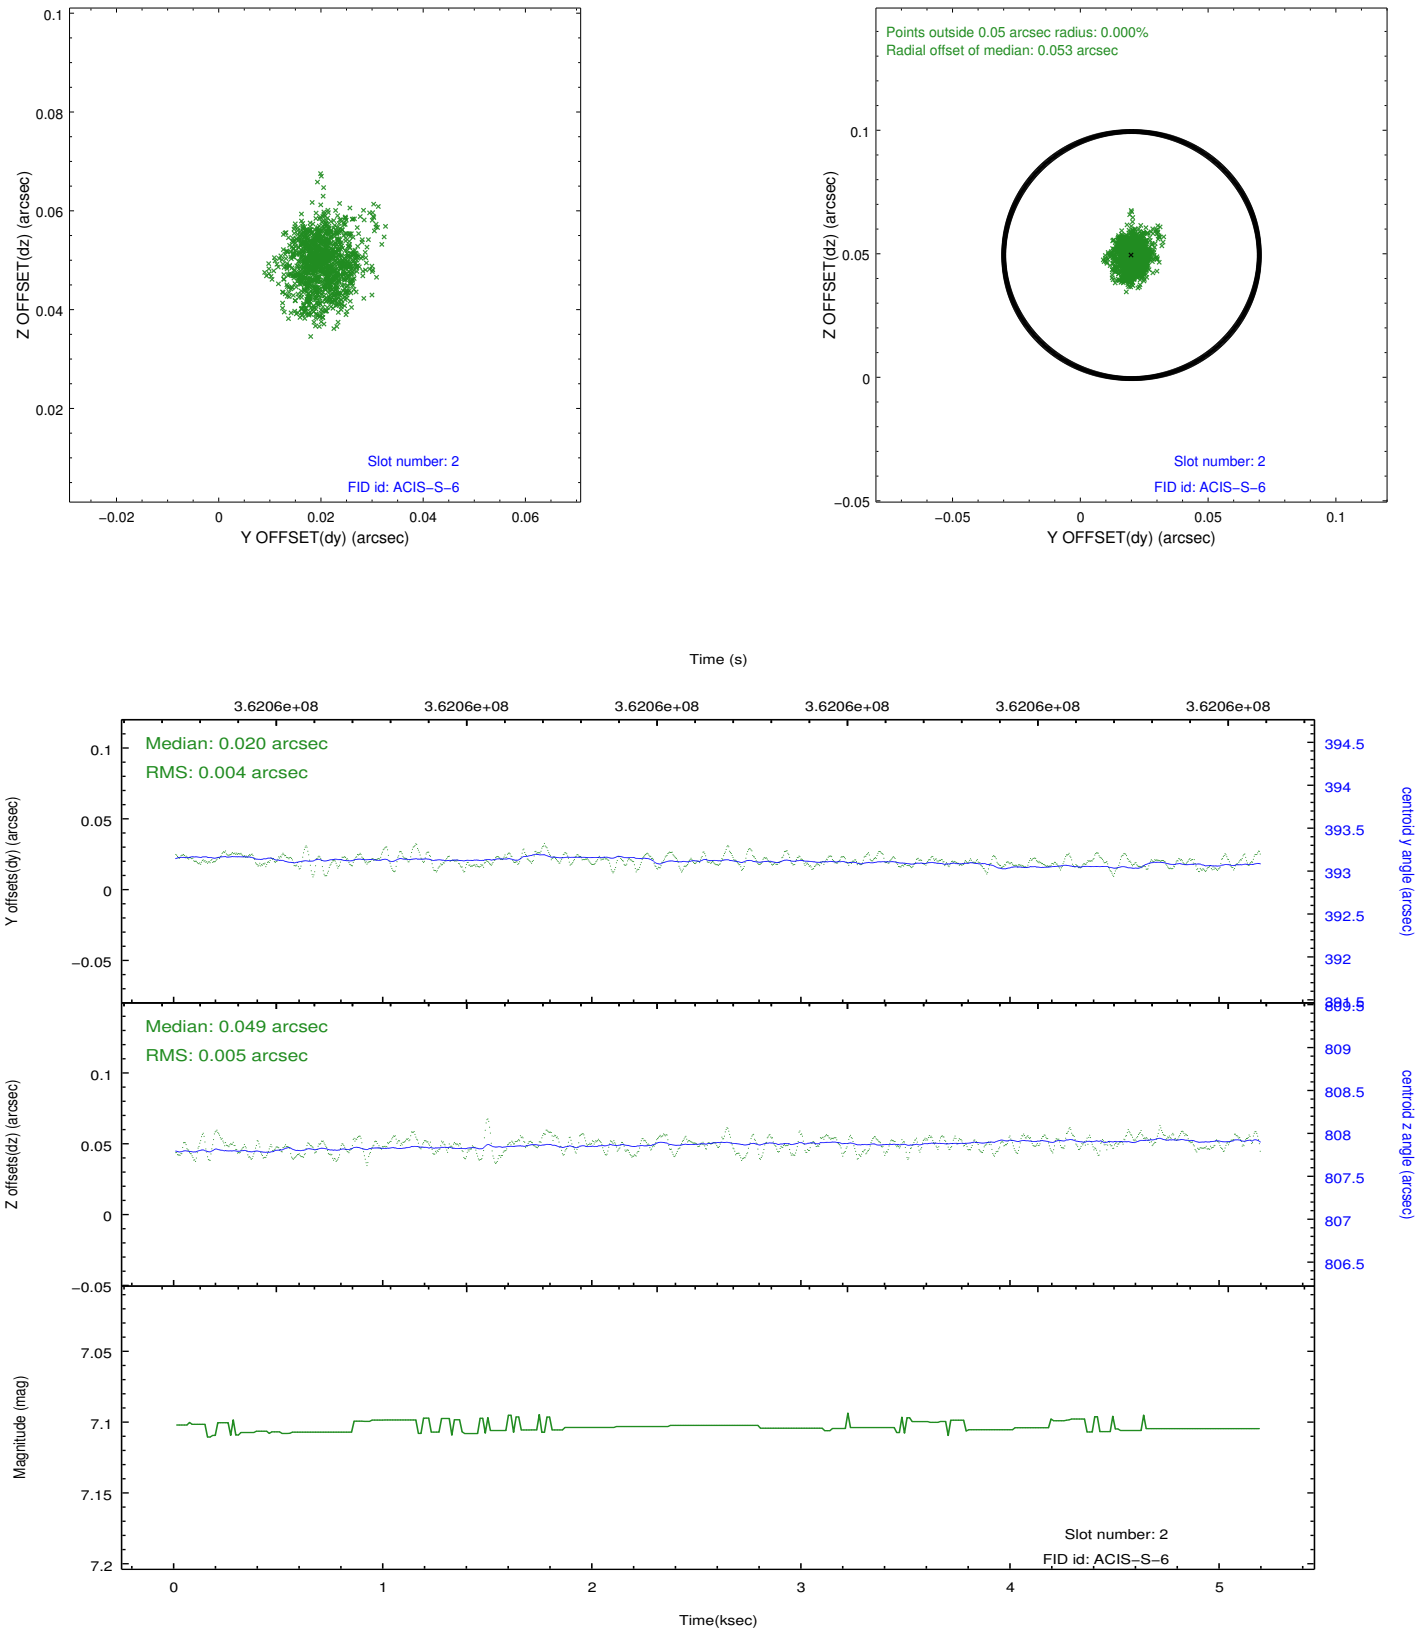 0.1
0.08
0.06
0.04
0.02
Z OFFSET(dz) (arcsec)
Slot number: 2
FID id: ACIS−S−6
−0.02 0 0.02 0.04 0.06
Y OFFSET(dy) (arcsec)
Points outside 0.05 arcsec radius: 0.000%
Radial offset of median: 0.053 arcsec
0.1
0.05
0
−0.05
Z OFFSET(dz) (arcsec)
Slot number: 2
FID id: ACIS−S−6
−0.05 0 0.05 0.1
Y OFFSET(dy) (arcsec)
Time (s)
3.6206e+08 3.6206e+08 3.6206e+08 3.6206e+08 3.6206e+08 3.6206e+08
Median: 0.020 arcsec
RMS: 0.004 arcsec
0.1
0.05
0
−0.05
Y offsets(dy) (arcsec)
394.5
394
393.5
393
392.5
392
391.5
centroid y angle (arcsec)
Median: 0.049 arcsec
RMS: 0.005 arcsec
0.1
0.05
0
−0.05
Z offsets(dz) (arcsec)
809.5
809
808.5
808
807.5
807
806.5
centroid z angle (arcsec)
7.05
7.1
7.15
7.2
Magnitude (mag)
Slot number: 2
FID id: ACIS−S−6
0 1 2 3 4 5
Time(ksec)